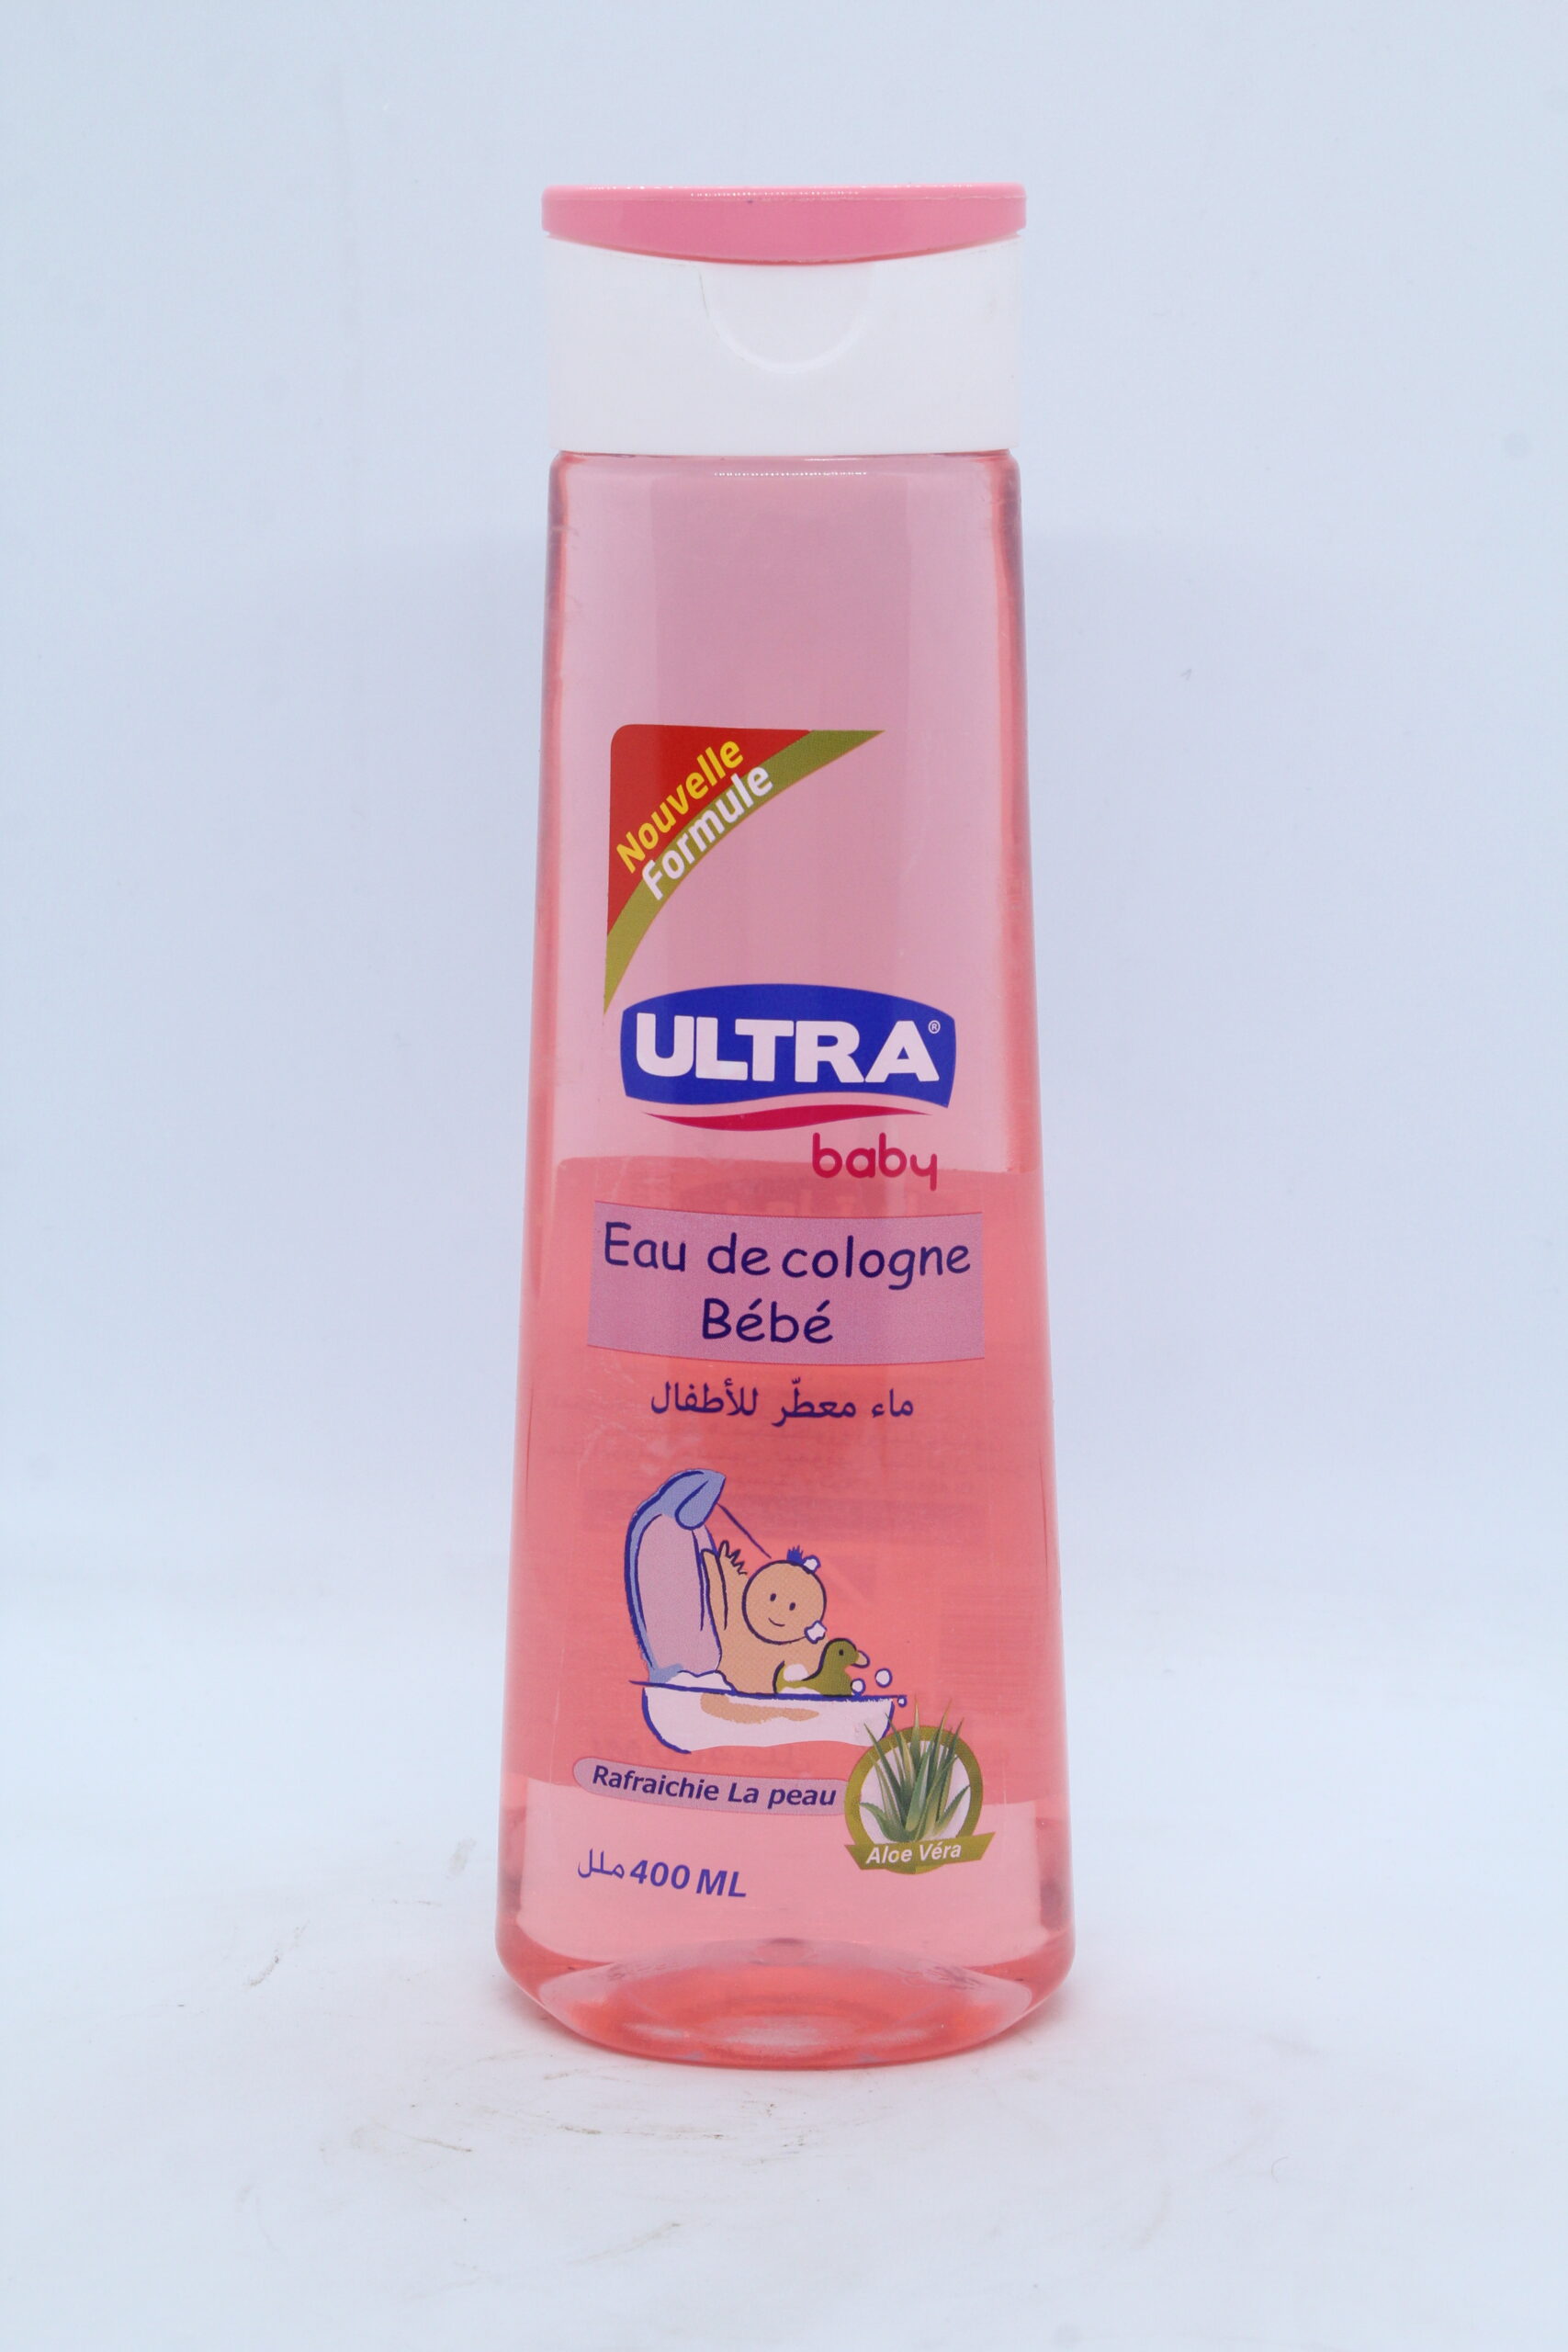 Nouvelle
Formule
ULTRA®
baby
Eau de cologne
Bébé
ماء معطّر للأطفال
Rafraichie La peau
Aloe Véra
400 ML ملل